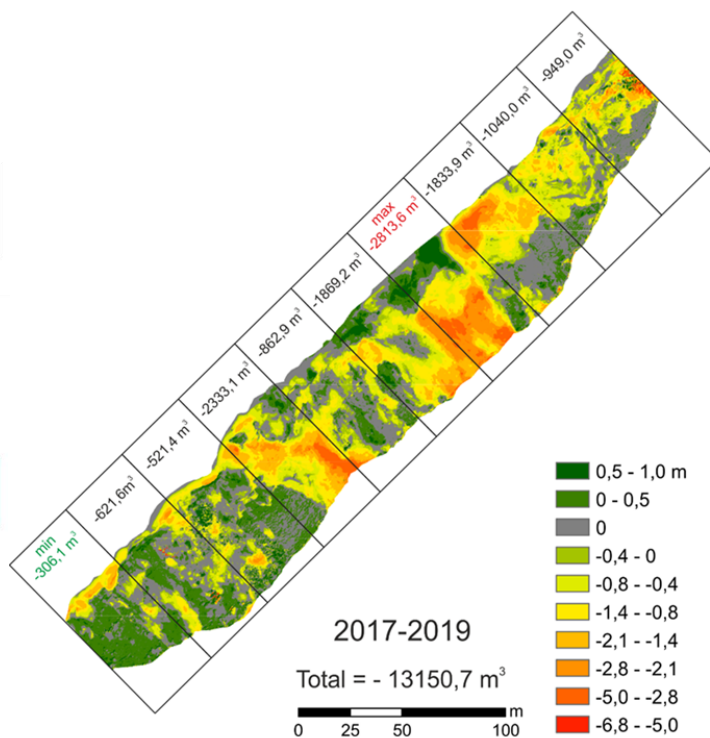 -949,0 m³
-1040,0 m³
-1833,9 m³
max
-2813,6 m³
-1869,2 m³
-862,9 m³
-2333,1 m³
-521,4 m³
-621,6m³
min
-306,1 m³
0,5 - 1,0 m
0 - 0,5
0
-0,4 - 0
-0,8 - -0,4
-1,4 - -0,8
-2,1 - -1,4
-2,8 - -2,1
-5,0 - -2,8
-6,8 - -5,0
2017-2019
Total = - 13150,7 m³
m
0 25 50 100